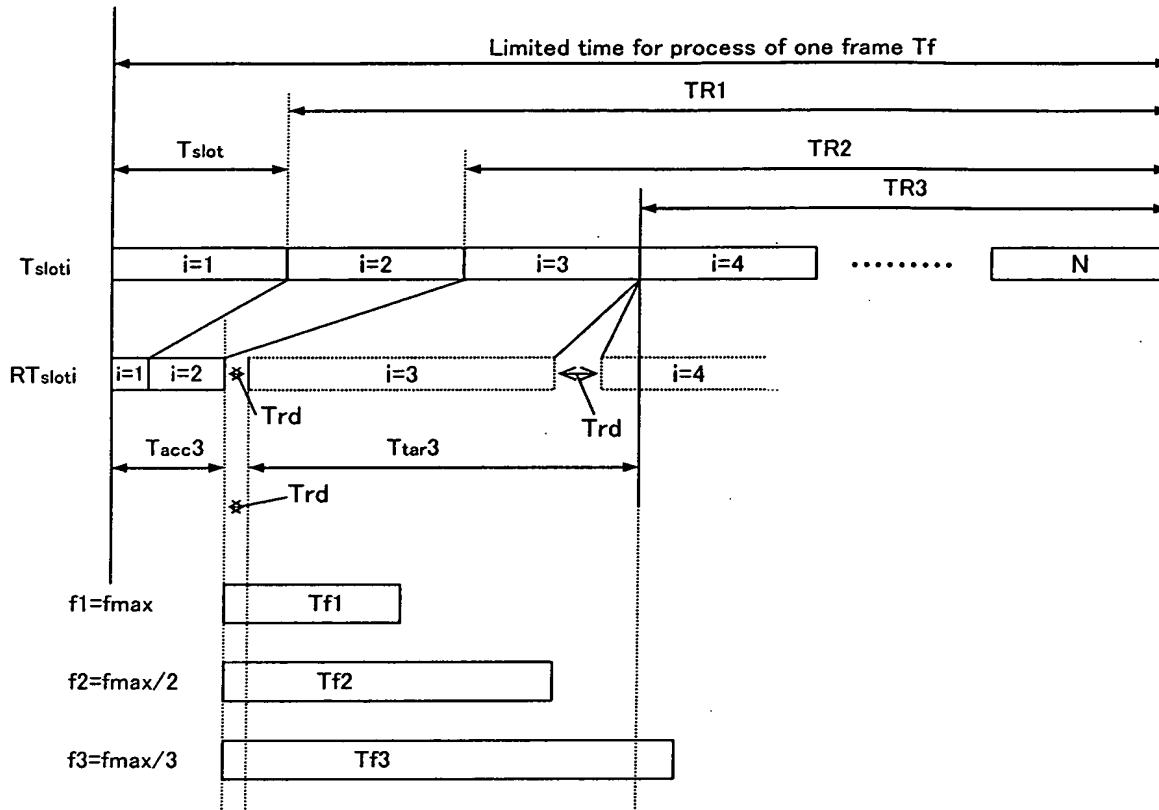 Limited time for process of one frame Tf
TR1
Tslot
TR2
TR3
Tsloti
i=1
i=2
i=3
i=4
.........
N
RTsloti
i=1
i=2
i=3
i=4
Trd
Trd
Tacc3
Ttar3
Trd
f1=fmax
Tf1
f2=fmax/2
Tf2
f3=fmax/3
Tf3